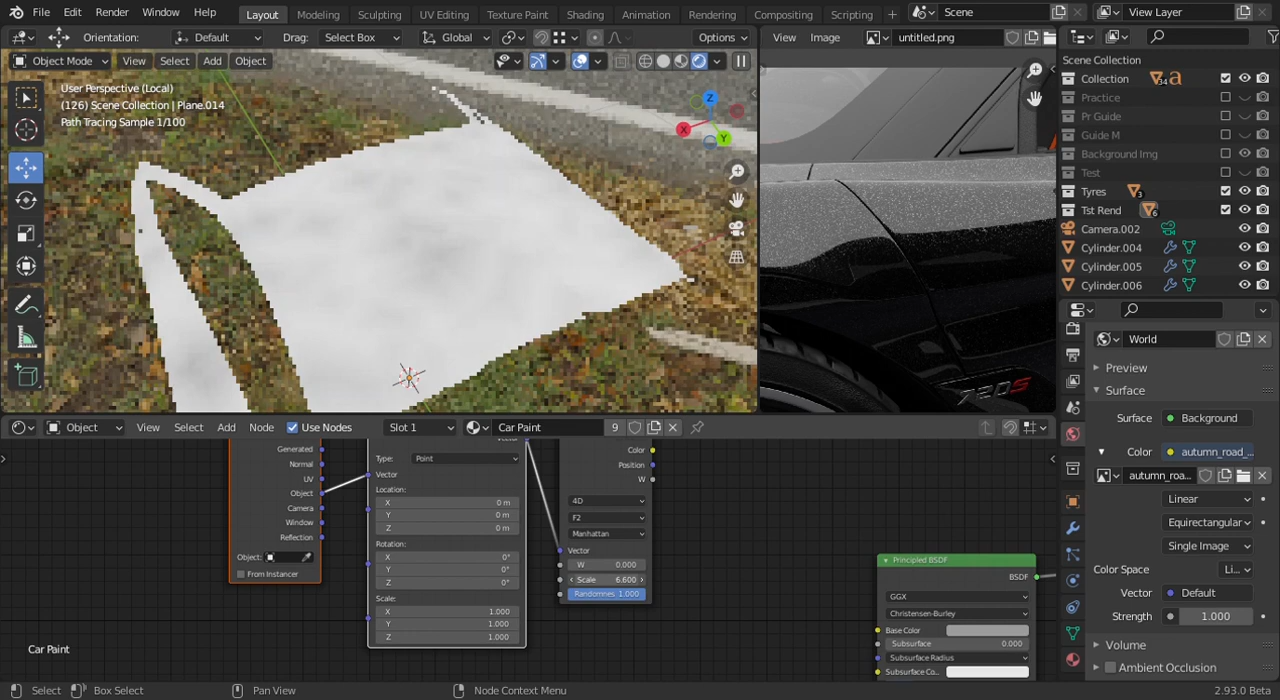 File Edit Render Window Help Layout Modeling Sculpting UV Editing Texture Paint Shading Animation Rendering Compositing Scripting + Scene View Layer
Orientation: Default Drag: Select Box Global Options View Image untitled.png
Object Mode View Select Add Object
User Perspective (Local)
(126) Scene Collection | Plane.014
Path Tracing Sample 1/100
Z
X
Y
720S
Scene Collection
Collection 34
Practice
Pr Guide
Guide M
Background Img
Test
Tyres 3
Tst Rend 6
Camera.002
Cylinder.004
Cylinder.005
Cylinder.006
World
Preview
Surface
Surface Background
Color autumn_road_...
autumn_roa...
Linear
Equirectangular
Single Image
Color Space Li...
Vector Default
Strength 1.000
Volume
Ambient Occlusion
Object View Select Add Node Use Nodes Slot 1 Car Paint 9
Generated
Normal
UV
Object
Camera
Window
Reflection
Object:
From Instancer
Type: Point
Vector
Location:
X 0 m
Y 0 m
Z 0 m
Rotation:
X 0°
Y 0°
Z 0°
Scale:
X 1.000
Y 1.000
Z 1.000
Color
Position
W
4D
F2
Manhattan
Vector
W 0.000
Scale 6.600
Randomnes 1.000
Principled BSDF
BSDF
GGX
Christensen-Burley
Base Color
Subsurface 0.000
Subsurface Radius
Subsurface Co..
Car Paint
Select Box Select Pan View Node Context Menu 2.93.0 Beta